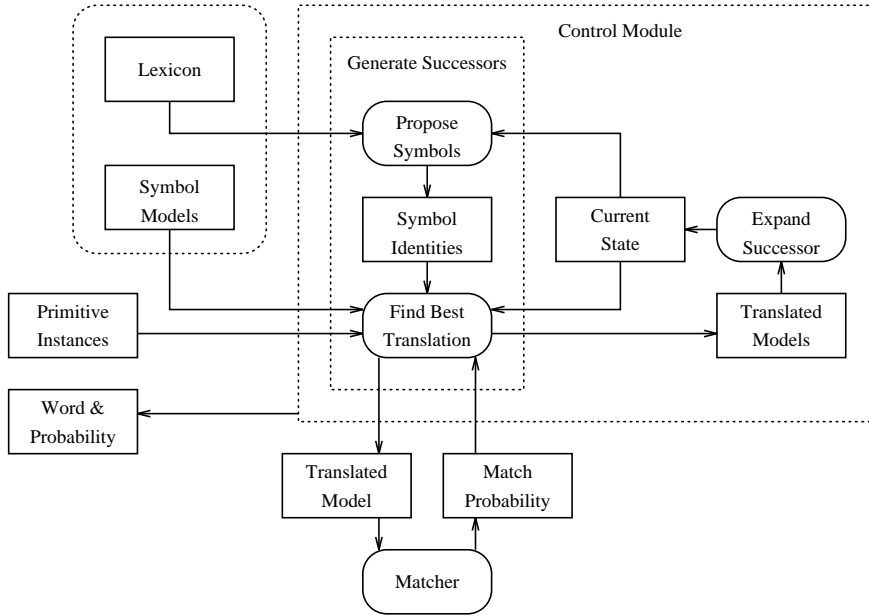 Control Module
Lexicon
Generate Successors
Propose
Symbols
Symbol
Models
Symbol
Identities
Current
State
Expand
Successor
Primitive
Instances
Find Best
Translation
Translated
Models
Word &
Probability
Translated
Model
Match
Probability
Matcher